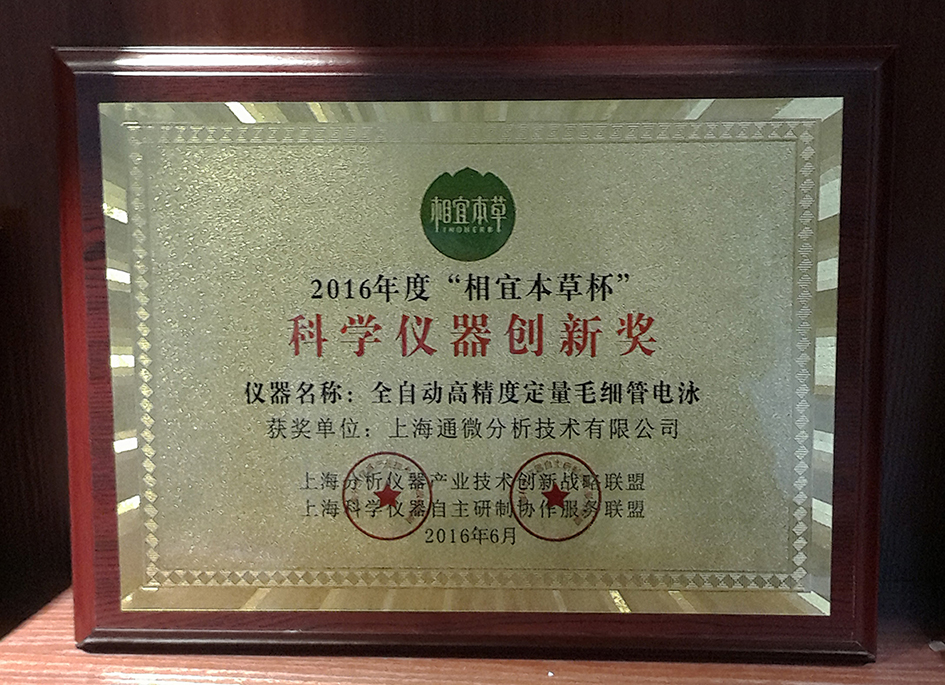 相宜本草
INOHERB
2016年度“相宜本草杯”
科学仪器创新奖
仪器名称：全自动高精度定量毛细管电泳
获奖单位：上海通微分析技术有限公司
上海分析仪器产业技术创新战略联盟
上海科学仪器自主研制协作服务联盟
2016年6月